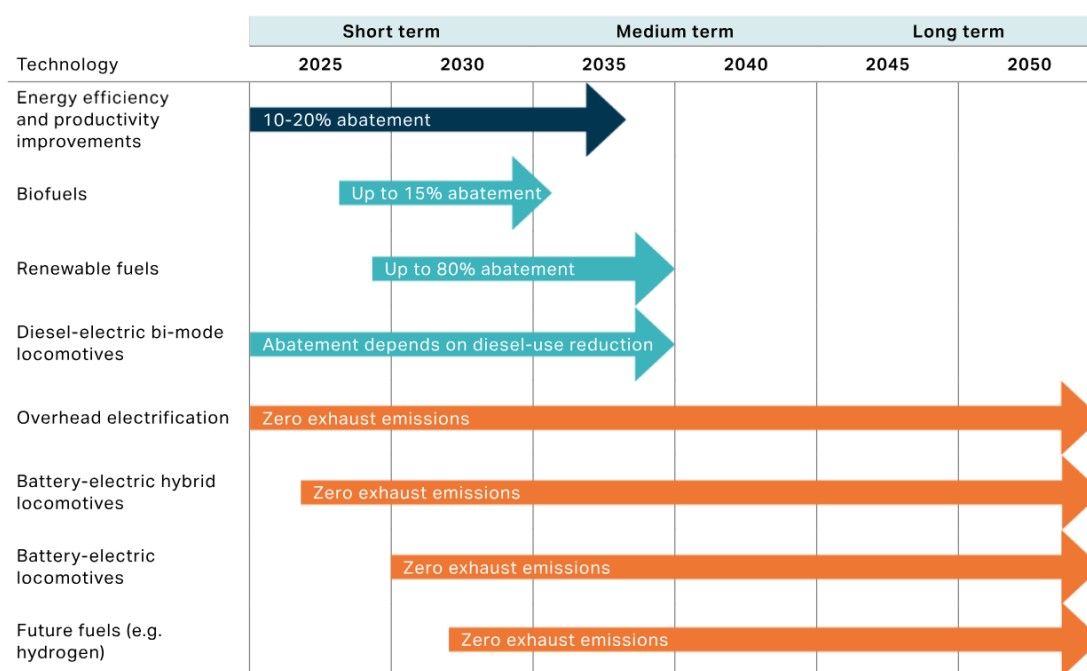 Short term Medium term Long term
Technology 2025 2030 2035 2040 2045 2050
Energy efficiency
and productivity
improvements
10-20% abatement
Biofuels
Up to 15% abatement
Renewable fuels
Up to 80% abatement
Diesel-electric bi-mode
locomotives
Abatement depends on diesel-use reduction
Overhead electrification
Zero exhaust emissions
Battery-electric hybrid
locomotives
Zero exhaust emissions
Battery-electric
locomotives
Zero exhaust emissions
Future fuels (e.g.
hydrogen)
Zero exhaust emissions